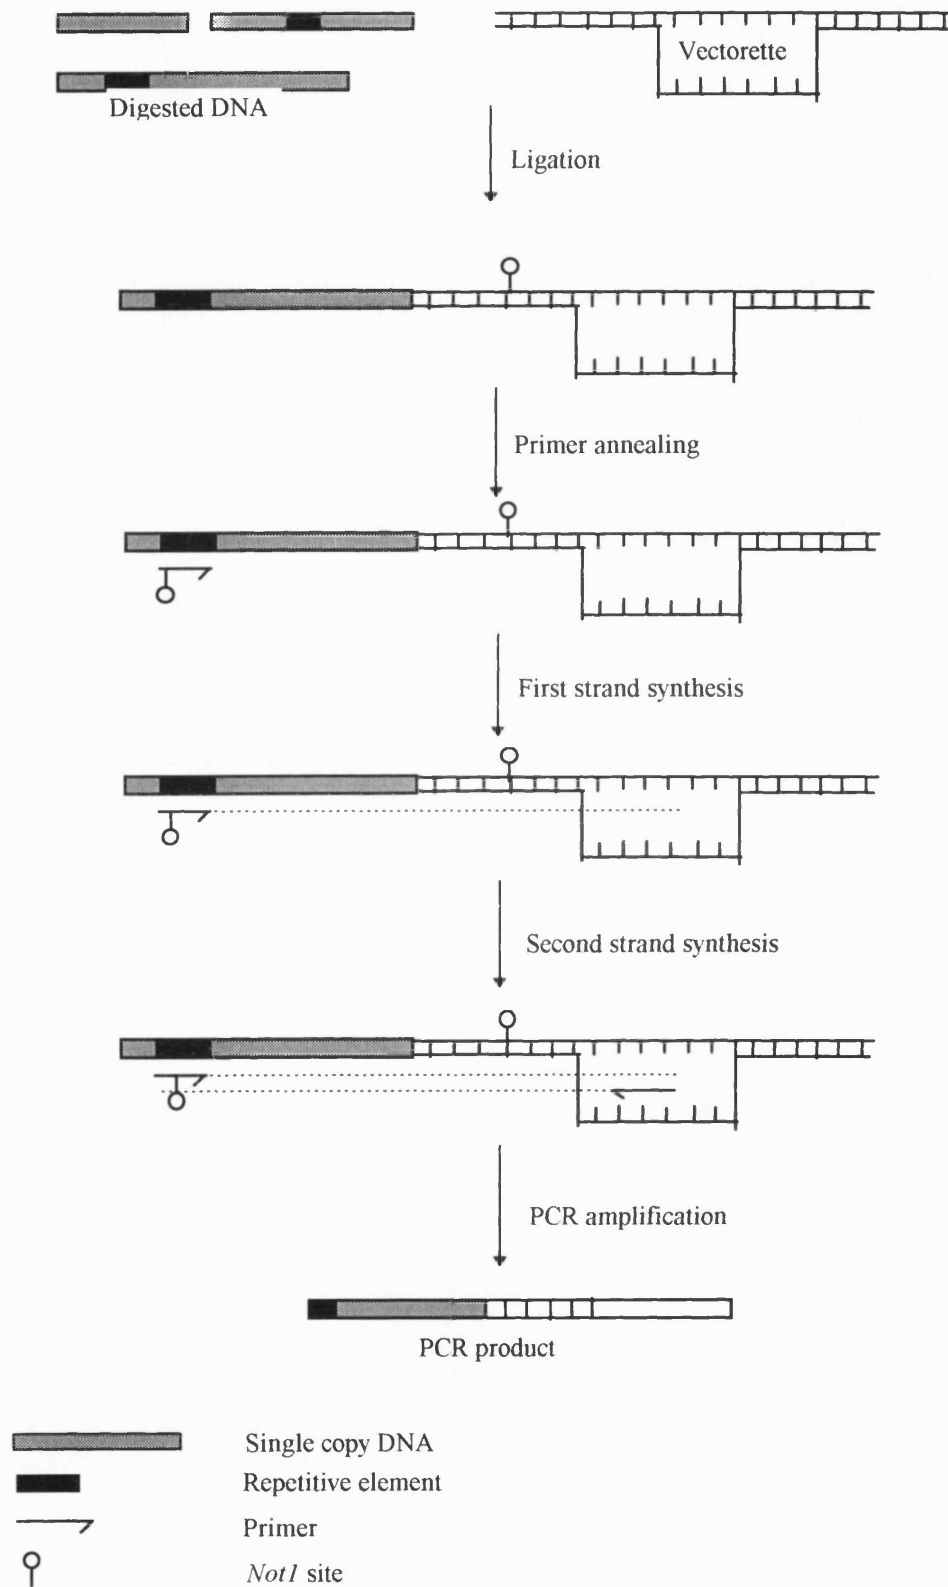 Vectorette
Digested DNA
Ligation
Primer annealing
First strand synthesis
Second strand synthesis
PCR amplification
PCR product
Single copy DNA
Repetitive element
Primer
Not1 site